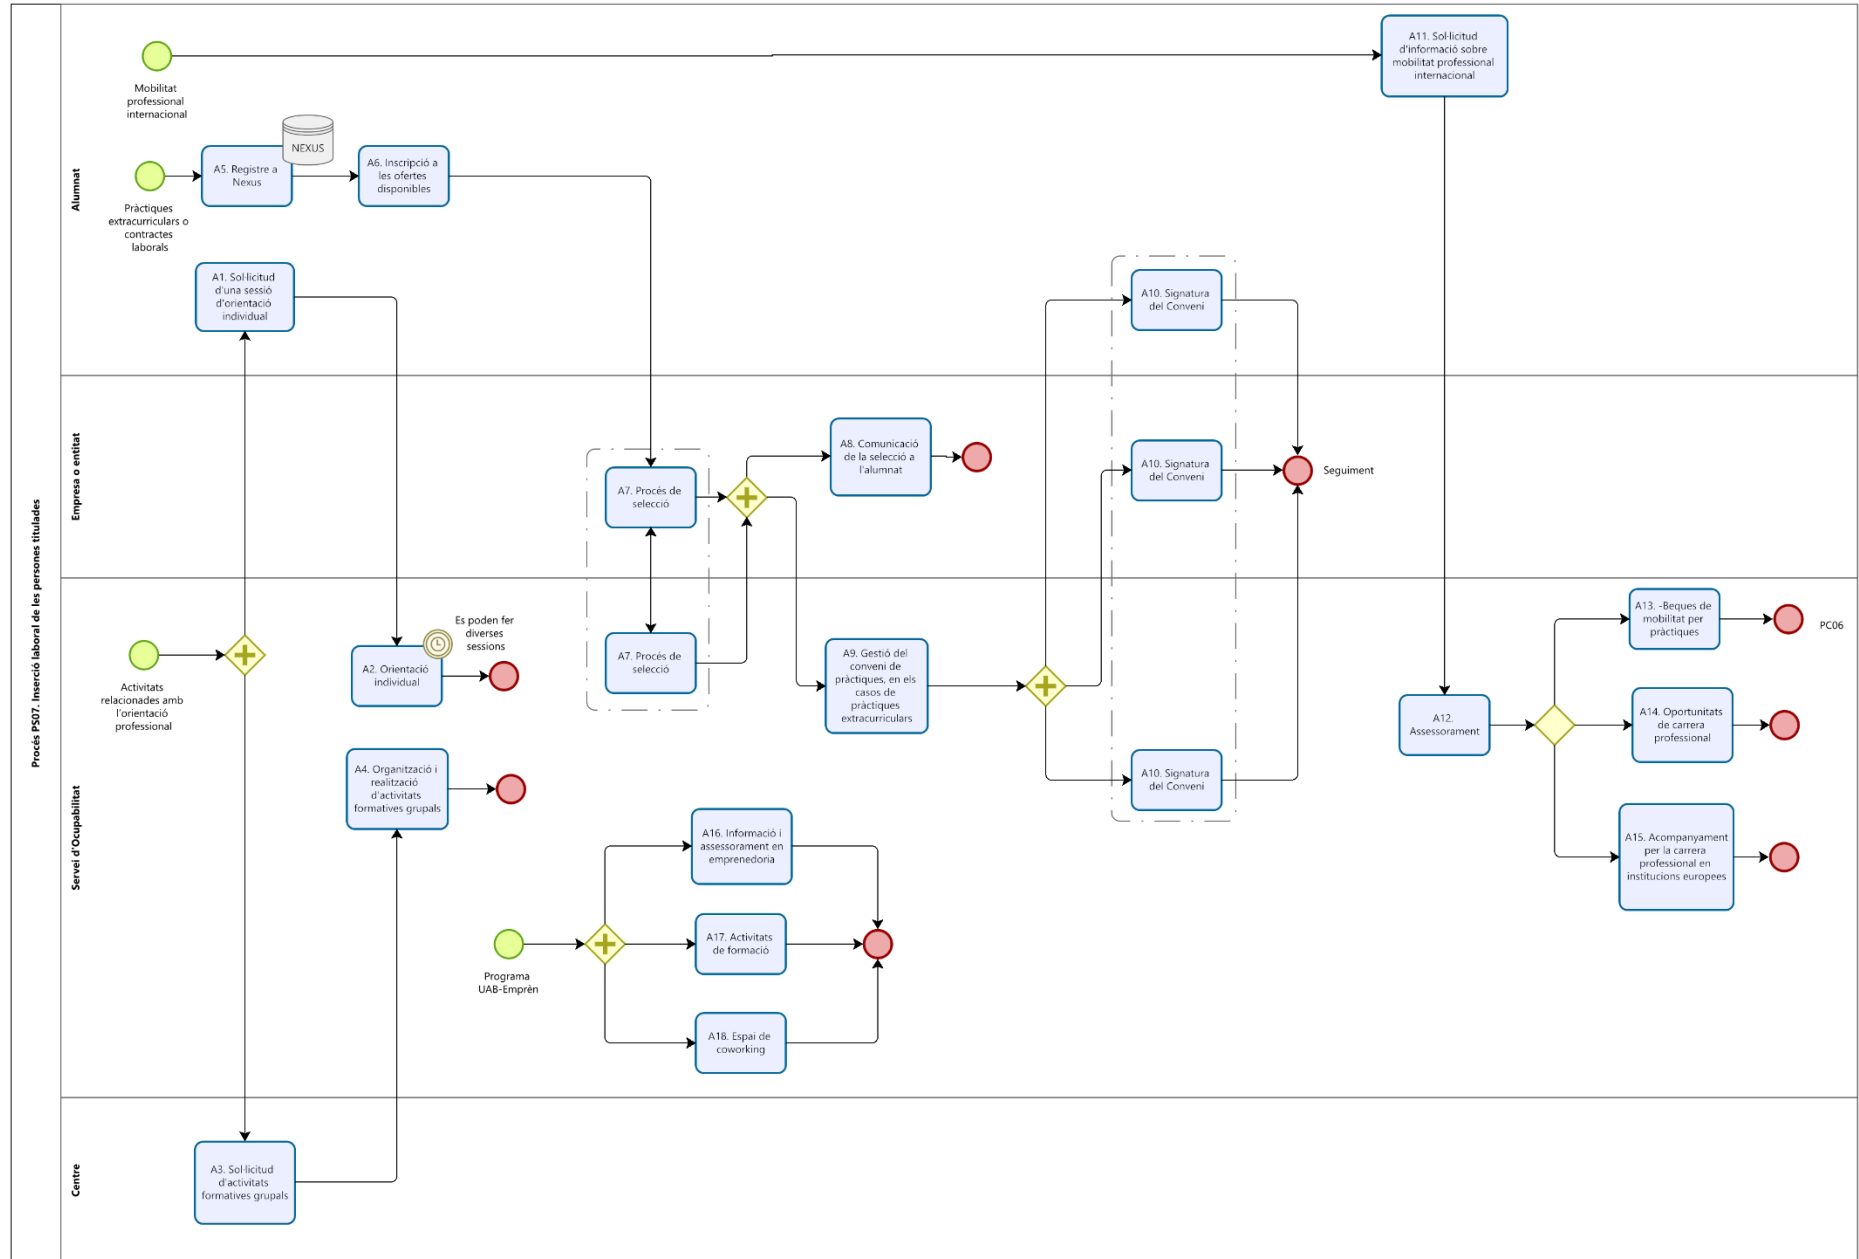 Procés PS07. Inserció laboral de les persones titulades
Alumnat
Mobilitat
professional
internacional
A11. Sol·licitud
d'informació sobre
mobilitat professional
internacional
NEXUS
A5. Registre a
Nexus
A6. Inscripció a
les ofertes
disponibles
Pràctiques
extracurriculars o
contractes
laborals
A1. Sol·licitud
d'una sessió
d'orientació
individual
A10. Signatura
del Conveni
Empresa o entitat
A8. Comunicació
de la selecció a
l'alumnat
A7. Procés de
selecció
A10. Signatura
del Conveni
Seguiment
Servei d'Ocupabilitat
Activitats
relacionades amb
l'orientació
professional
Es poden fer
diverses
sessions
A2. Orientació
individual
A7. Procés de
selecció
A9. Gestió del
conveni de
pràctiques, en els
casos de
pràctiques
extracurriculars
A13. -Beques de
mobilitat per
pràctiques
PC06
A12.
Assessorament
A14. Oportunitats
de carrera
professional
A4. Organització i
realització
d'activitats
formatives grupals
A10. Signatura
del Conveni
A15. Acompanyament
per la carrera
professional en
institucions europees
A16. Informació i
assessorament en
emprenedoria
A17. Activitats
de formació
Programa
UAB-Emprèn
A18. Espai de
coworking
Centre
A3. Sol·licitud
d'activitats
formatives grupals